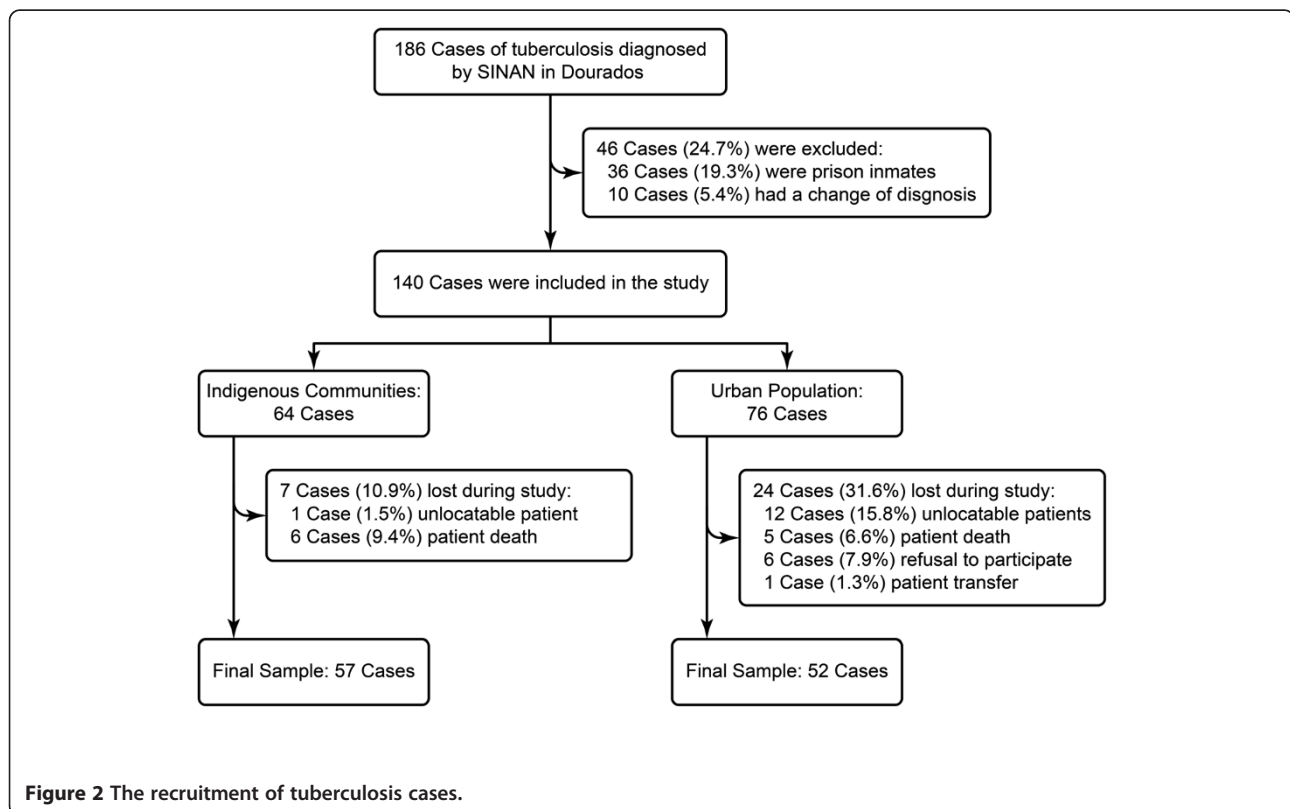 186 Cases of tuberculosis diagnosed
by SINAN in Dourados
46 Cases (24.7%) were excluded:
36 Cases (19.3%) were prison inmates
10 Cases (5.4%) had a change of disgnosis
140 Cases were included in the study
Indigenous Communities:
64 Cases
Urban Population:
76 Cases
7 Cases (10.9%) lost during study:
1 Case (1.5%) unlocatable patient
6 Cases (9.4%) patient death
24 Cases (31.6%) lost during study:
12 Cases (15.8%) unlocatable patients
5 Cases (6.6%) patient death
6 Cases (7.9%) refusal to participate
1 Case (1.3%) patient transfer
Final Sample: 57 Cases
Final Sample: 52 Cases
Figure 2 The recruitment of tuberculosis cases.